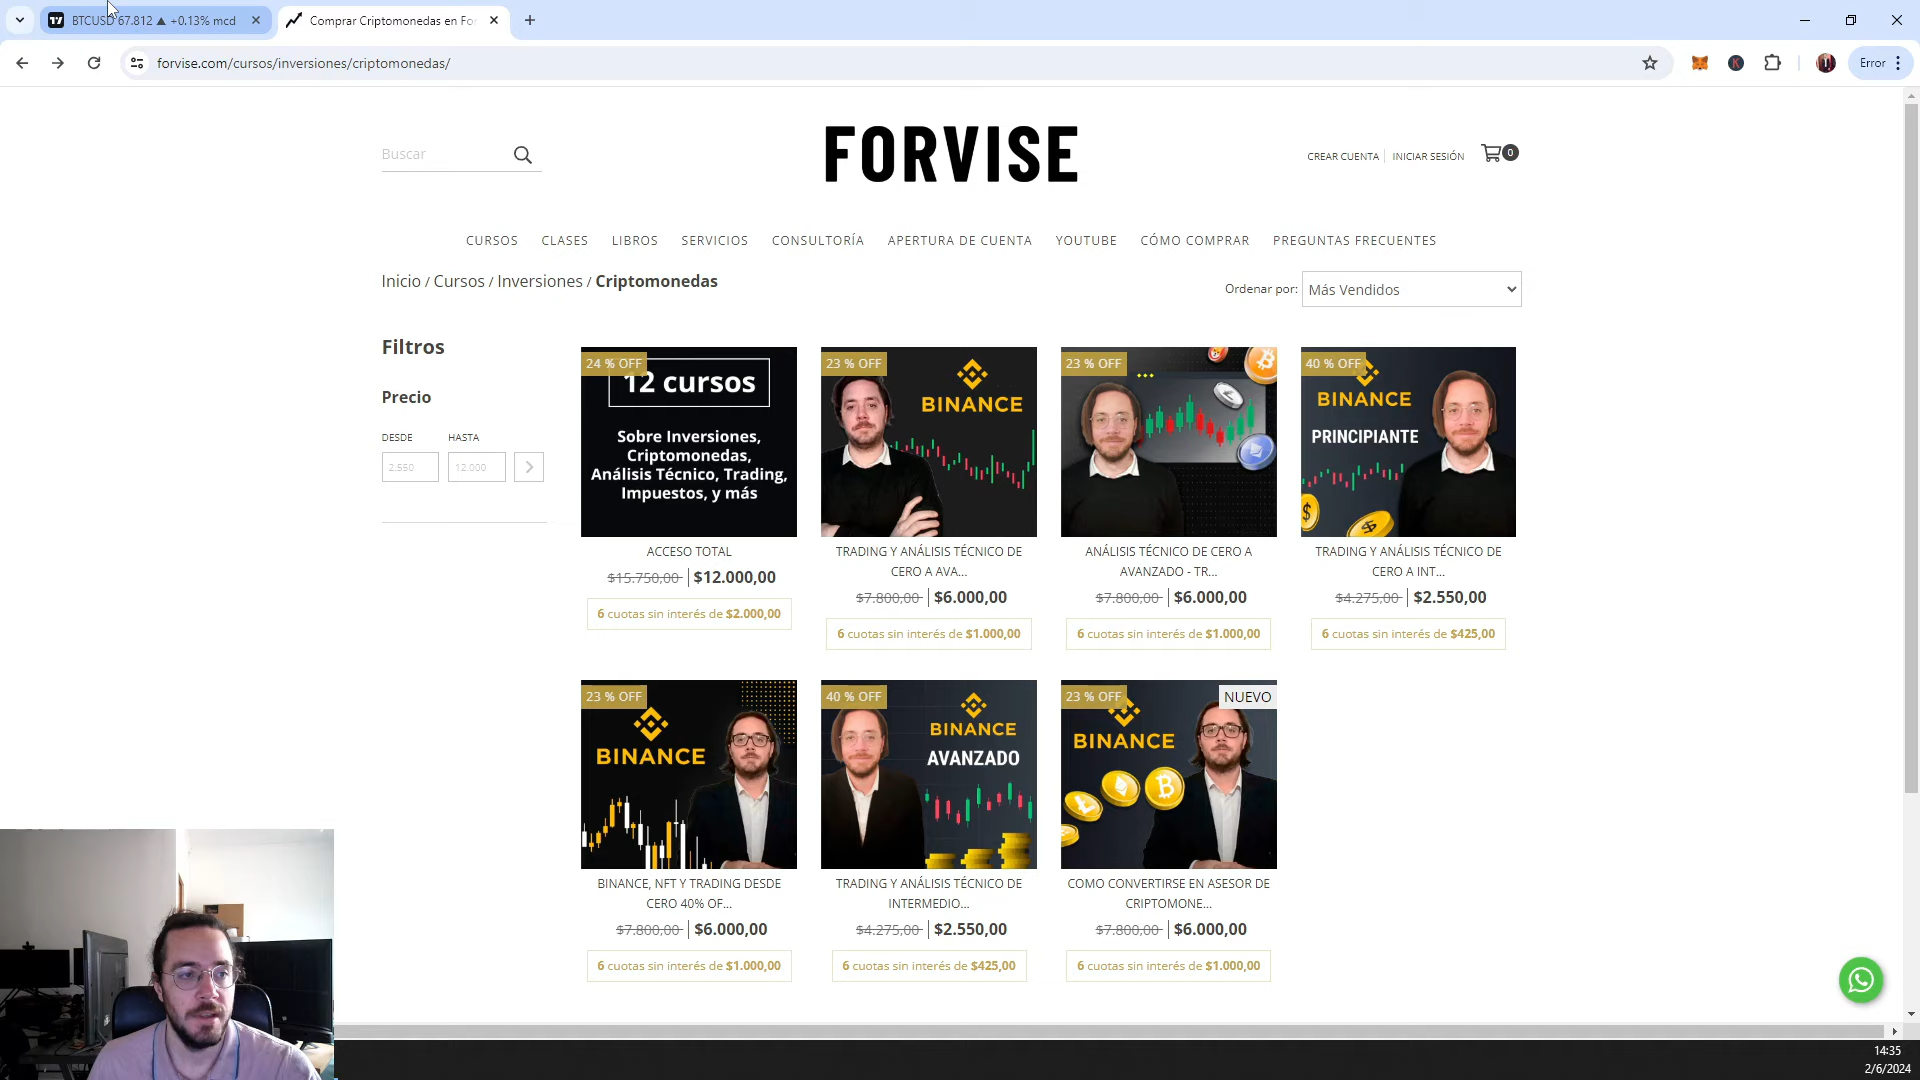 BTCUSD 67.812 ▲ +0.13% mcd
Comprar Criptomonedas en For
forvise.com/cursos/inversiones/criptomonedas/
Error
Buscar
FORVISE
CREAR CUENTA
INICIAR SESIÓN
0
CURSOS
CLASES
LIBROS
SERVICIOS
CONSULTORÍA
APERTURA DE CUENTA
YOUTUBE
CÓMO COMPRAR
PREGUNTAS FRECUENTES
Inicio / Cursos / Inversiones / Criptomonedas
Ordenar por:
Más Vendidos
Filtros
Precio
DESDE
HASTA
2.550
12.000
24 % OFF
12 cursos
Sobre Inversiones,
Criptomonedas,
Análisis Técnico, Trading,
Impuestos, y más
ACCESO TOTAL
$15.750,00 $12.000,00
6 cuotas sin interés de $2.000,00
23 % OFF
BINANCE
TRADING Y ANÁLISIS TÉCNICO DE
CERO A AVA...
$7.800,00 $6.000,00
6 cuotas sin interés de $1.000,00
23 % OFF
ANÁLISIS TÉCNICO DE CERO A
AVANZADO - TR...
$7.800,00 $6.000,00
6 cuotas sin interés de $1.000,00
40 % OFF
BINANCE
PRINCIPIANTE
TRADING Y ANÁLISIS TÉCNICO DE
CERO A INT...
$4.275,00 $2.550,00
6 cuotas sin interés de $425,00
23 % OFF
BINANCE
BINANCE, NFT Y TRADING DESDE
CERO 40% OF...
$7.800,00 $6.000,00
6 cuotas sin interés de $1.000,00
40 % OFF
BINANCE
AVANZADO
TRADING Y ANÁLISIS TÉCNICO DE
INTERMEDIO...
$4.275,00 $2.550,00
6 cuotas sin interés de $425,00
23 % OFF
NUEVO
BINANCE
COMO CONVERTIRSE EN ASESOR DE
CRIPTOMONE...
$7.800,00 $6.000,00
6 cuotas sin interés de $1.000,00
14:35
2/6/2024